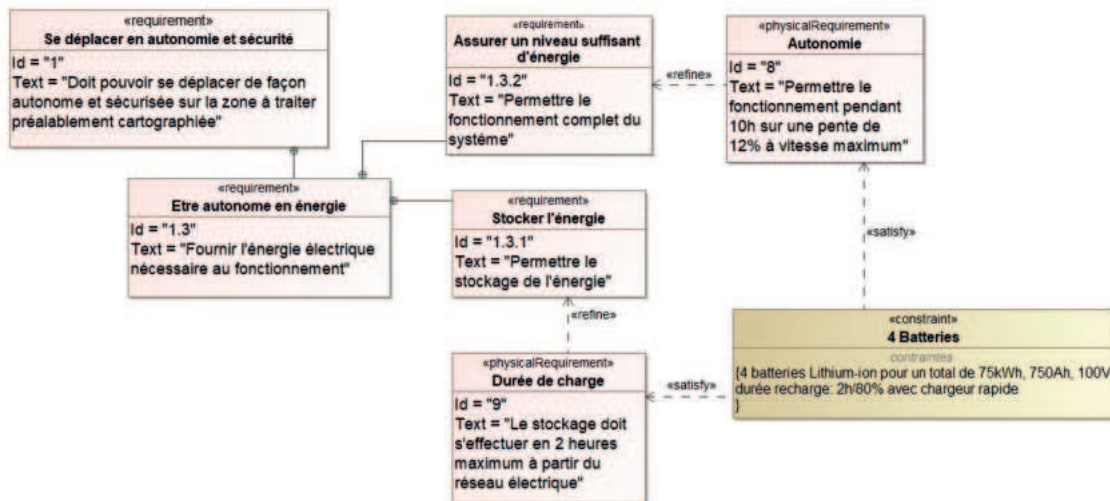 «requirement»
Se déplacer en autonomie et sécurité
Id = "1"
Text = "Doit pouvoir se déplacer de façon
autonome et sécurisée sur la zone à traiter
préalablement cartographiée"
«requirement»
Assurer un niveau suffisant
d'énergie
Id = "1.3.2"
Text = "Permettre le
fonctionnement complet du
systéme"
«physicalRequirement»
Autonomie
Id = "8"
Text = "Permettre le
fonctionnement pendant
10h sur une pente de
12% à vitesse maximum"
«refine»
«requirement»
Etre autonome en énergie
Id = "1.3"
Text = "Fournir l'énergie électrique
nécessaire au fonctionnement"
«requirement»
Stocker l'énergie
Id = "1.3.1"
Text = "Permettre le
stockage de l'énergie"
«satisfy»
«refine»
«constraint»
4 Batteries
contraintes
{4 batteries Lithium-ion pour un total de 75kWh, 750Ah, 100V
durée recharge: 2h/80% avec chargeur rapide
}
«satisfy»
«physicalRequirement»
Durée de charge
Id = "9"
Text = "Le stockage doit
s'effectuer en 2 heures
maximum à partir du
réseau électrique"